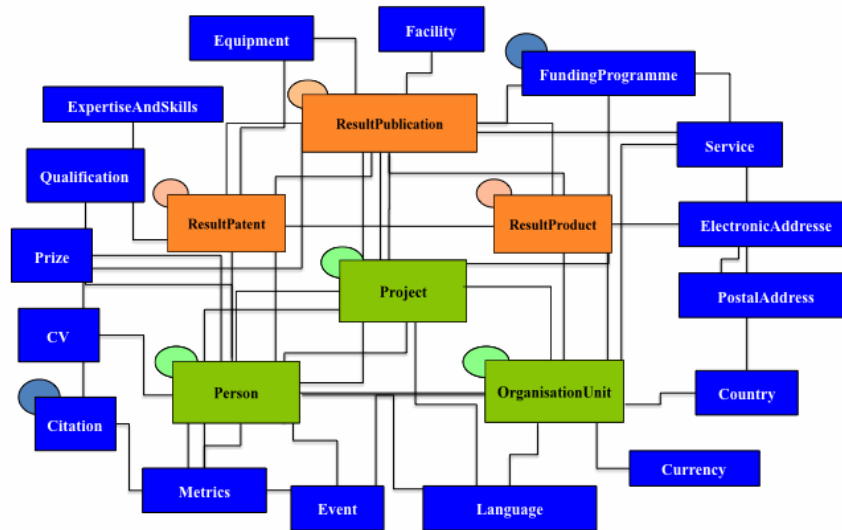 Facility
Equipment
FundingProgramme
ExpertiseAndSkills
ResultPublication
Service
Qualification
ResultPatent
ResultProduct
ElectronicAddresse
Prize
Project
PostalAddress
CV
Person
OrganisationUnit
Country
Citation
Currency
Metrics
Event
Language